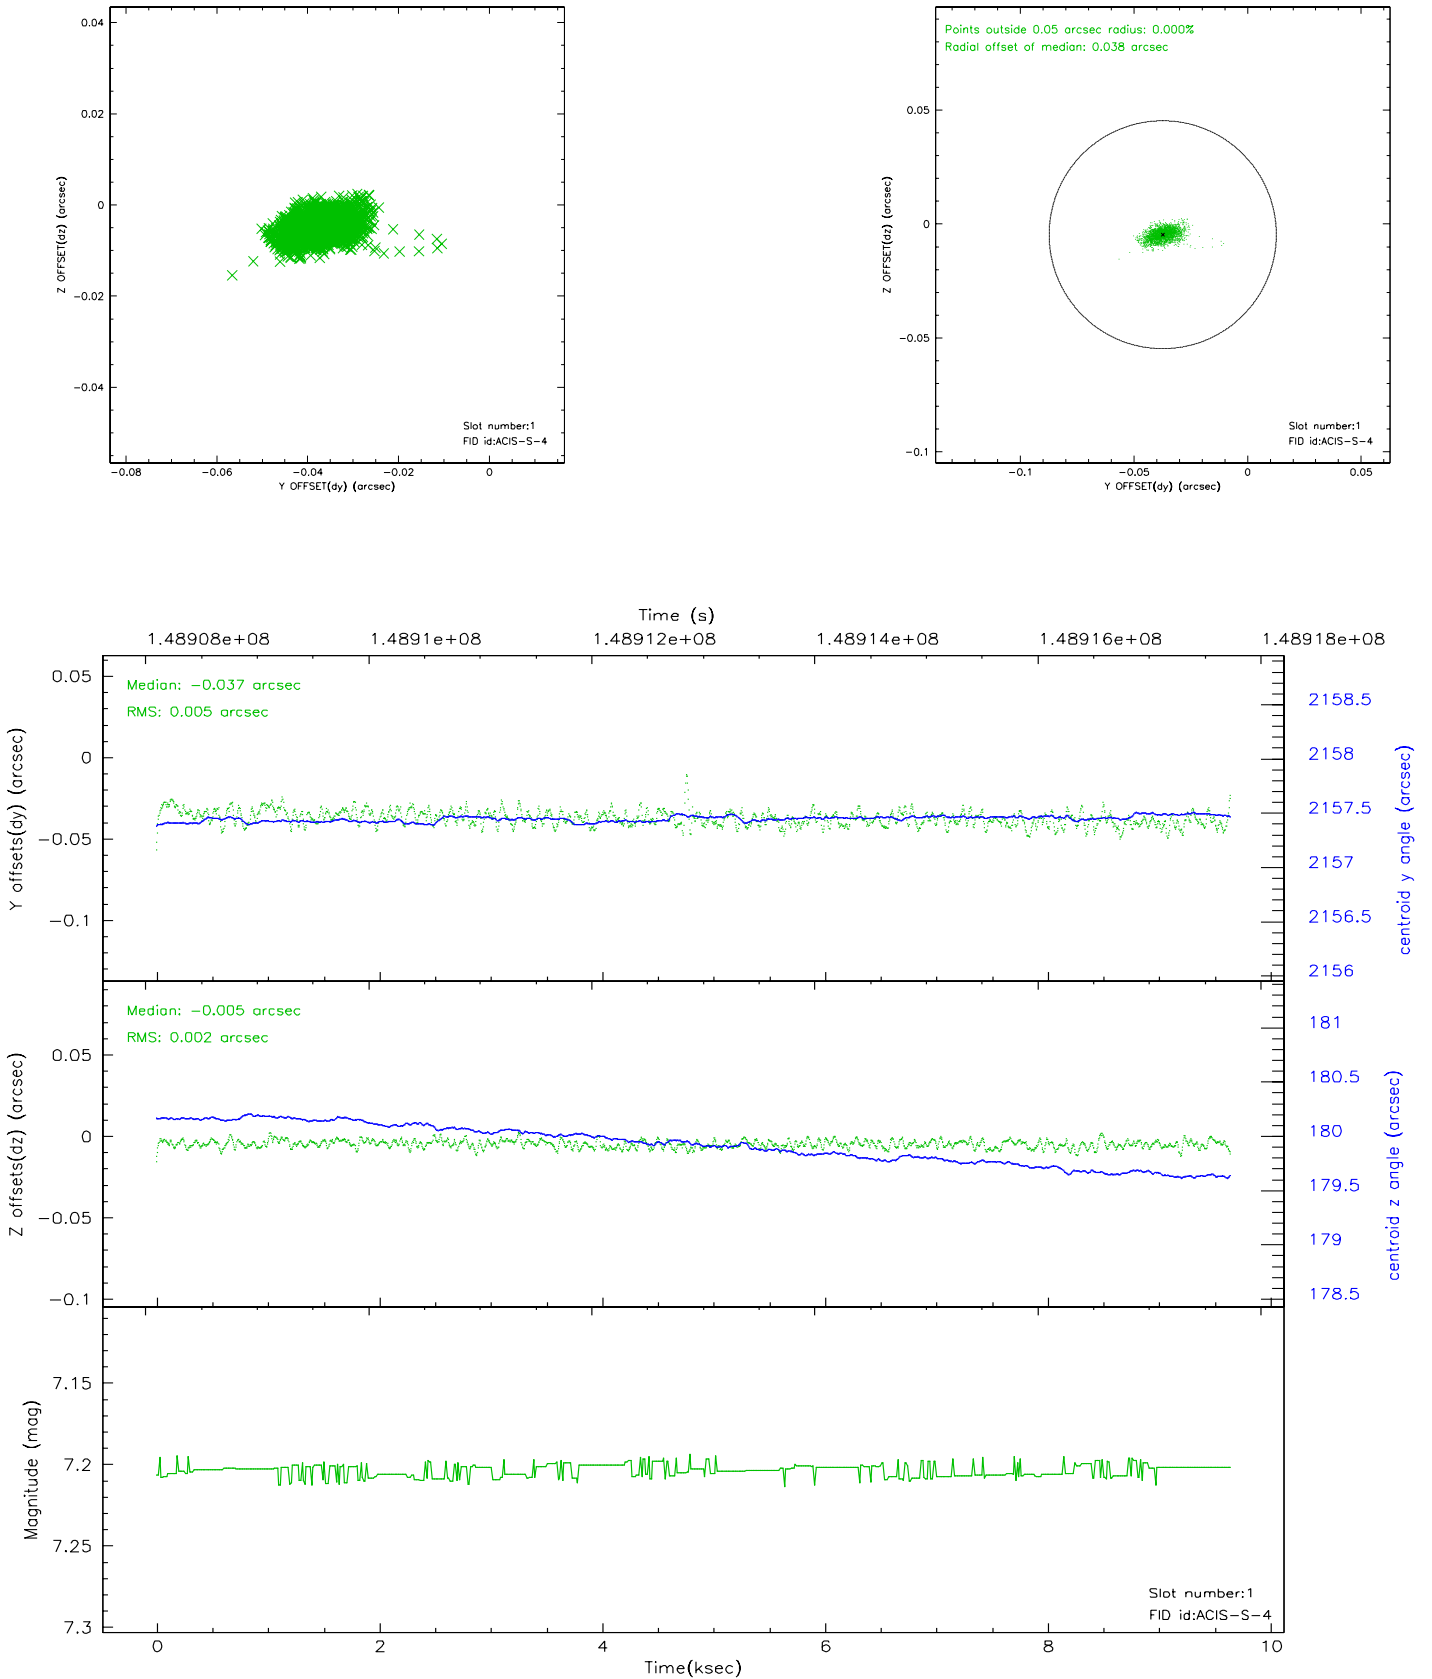 0.04
0.02
0
−0.02
−0.04
Z OFFSET(dz) (arcsec)
Slot number:1
FID id:ACIS−S−4
−0.08
−0.06
−0.04
−0.02
0
Y OFFSET(dy) (arcsec)
Points outside 0.05 arcsec radius: 0.000%
Radial offset of median: 0.038 arcsec
0.05
0
−0.05
−0.1
Z OFFSET(dz) (arcsec)
Slot number:1
FID id:ACIS−S−4
−0.1
−0.05
0
0.05
Y OFFSET(dy) (arcsec)
Time (s)
1.48908e+08
1.4891e+08
1.48912e+08
1.48914e+08
1.48916e+08
1.48918e+08
0.05
0
−0.05
−0.1
Y offsets(dy) (arcsec)
Median: −0.037 arcsec
RMS: 0.005 arcsec
2158.5
2158
2157.5
2157
2156.5
2156
centroid y angle (arcsec)
0.05
0
−0.05
−0.1
Z offsets(dz) (arcsec)
Median: −0.005 arcsec
RMS: 0.002 arcsec
181
180.5
180
179.5
179
178.5
centroid z angle (arcsec)
7.15
7.2
7.25
7.3
Magnitude (mag)
Slot number:1
FID id:ACIS−S−4
0
2
4
6
8
10
Time(ksec)